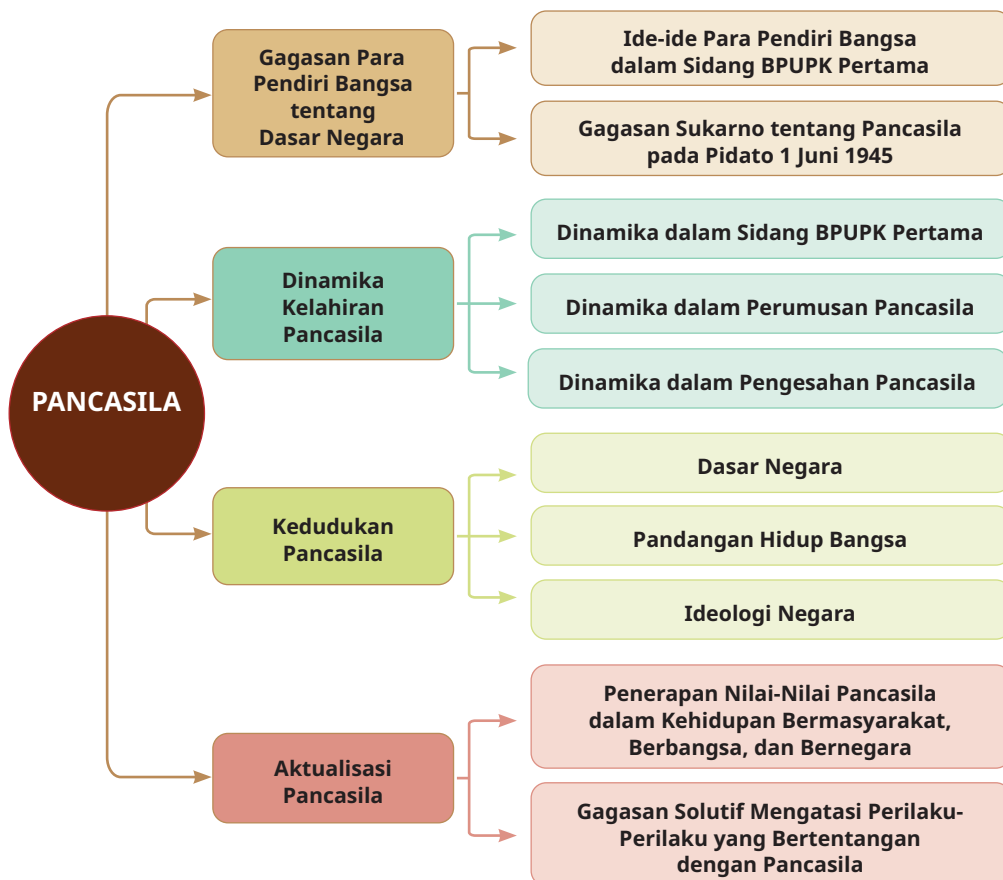 PANCASILA
Gagasan Para
Pendiri Bangsa
tentang
Dasar Negara
Ide-ide Para Pendiri Bangsa
dalam Sidang BPUPK Pertama
Gagasan Sukarno tentang Pancasila
pada Pidato 1 Juni 1945
Dinamika
Kelahiran
Pancasila
Dinamika dalam Sidang BPUPK Pertama
Dinamika dalam Perumusan Pancasila
Dinamika dalam Pengesahan Pancasila
Kedudukan
Pancasila
Dasar Negara
Pandangan Hidup Bangsa
Ideologi Negara
Aktualisasi
Pancasila
Penerapan Nilai-Nilai Pancasila
dalam Kehidupan Bermasyarakat,
Berbangsa, dan Bernegara
Gagasan Solutif Mengatasi Perilaku-
Perilaku yang Bertentangan
dengan Pancasila